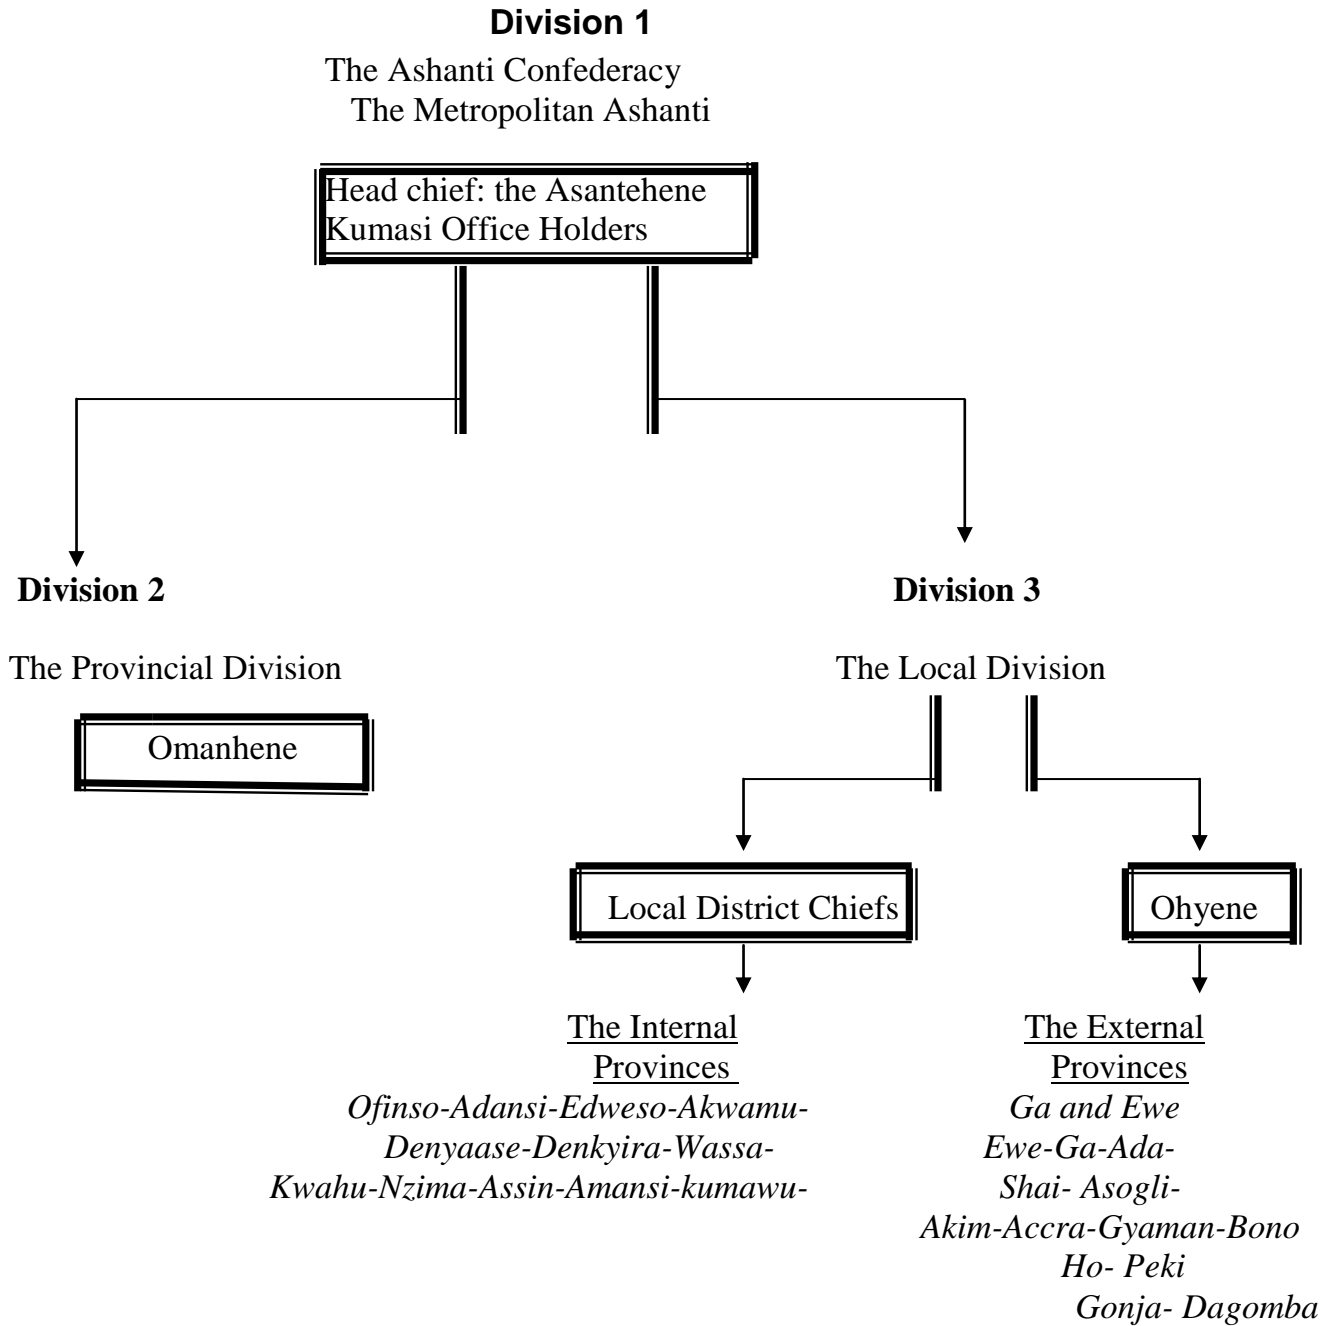 Division 1
The Ashanti Confederacy
The Metropolitan Ashanti
Head chief: the Asantehene
Kumasi Office Holders
Division 2
The Provincial Division
Omanhene
Division 3
The Local Division
Local District Chiefs
The Internal
Provinces
Ofinso-Adansi-Edweso-Akwamu-
Denyaase-Denkyira-Wassa-
Kwahu-Nzima-Assin-Amansi-kumawu-
Ohyene
The External
Provinces
Ga and Ewe
Ewe-Ga-Ada-
Shai- Asogli-
Akim-Accra-Gyaman-Bono
Ho- Peki
Gonja- Dagomba